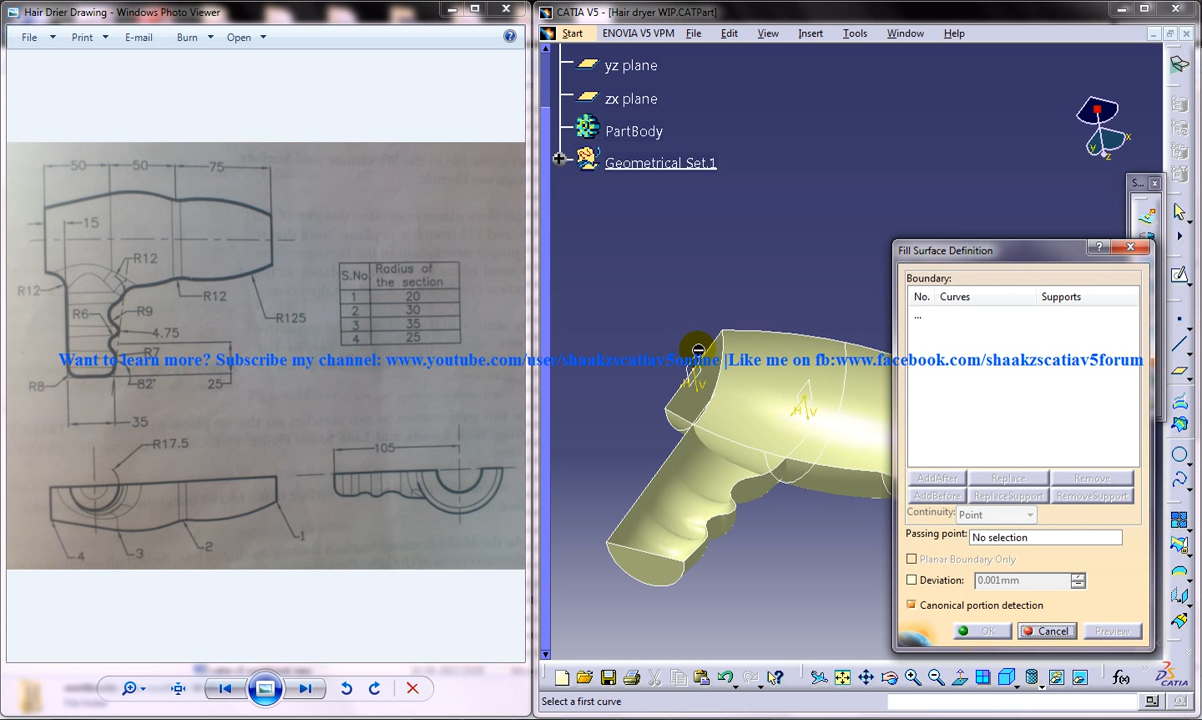 Hair Drier Drawing - Windows Photo Viewer
File
Print
E-mail
Burn
Open
50
50
75
15
R12
R12
R12
R9
R6
R125
4.75
R7
R8
82°
25
35
S.No
Radius of the section
1 20
2 30
3 35
4 25
R17.5
105
1
2
3
4
Want to learn more? Subscribe my channel: www.youtube.com/user/shaakzscatiav5online |Like me on fb:www.facebook.com/shaakzscatiav5forum
CATIA V5 - [Hair dryer WIP.CATPart]
Start
ENOVIA V5 VPM
File
Edit
View
Insert
Tools
Window
Help
yz plane
zx plane
PartBody
Geometrical Set.1
x
y
z
S...
H V
H V
Fill Surface Definition
Boundary:
No. Curves Supports
...
AddAfter Replace Remove
AddBefore ReplaceSupport RemoveSupport
Continuity: Point
Passing point: No selection
Planar Boundary Only
Deviation: 0.001mm
Canonical portion detection
OK Cancel Preview
f(x)
CATIA
Select a first curve